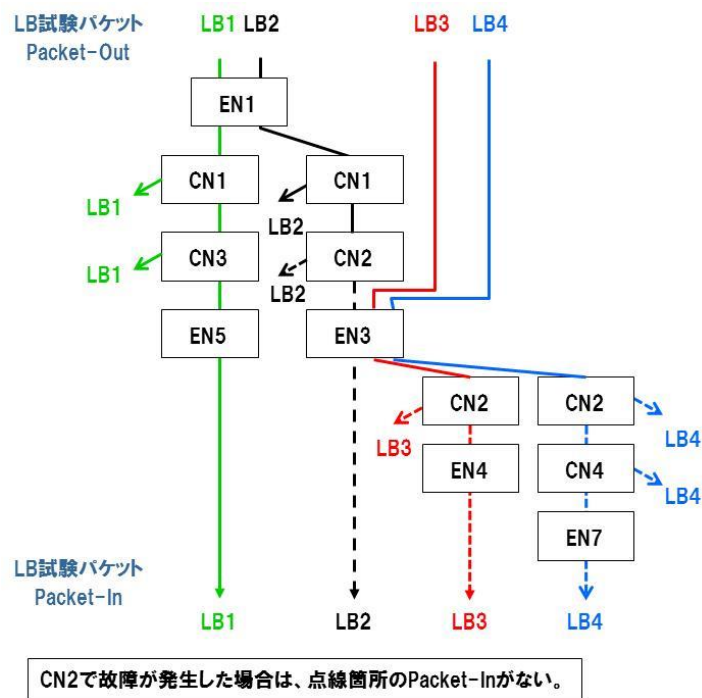 LB試験パケット
Packet-Out
LB1 LB2
LB3 LB4
EN1
CN1
CN1
LB1
LB2
CN3
CN2
LB1
LB2
EN5
EN3
CN2
CN2
LB3
LB4
EN4
CN4
LB4
EN7
LB試験パケット
Packet-In
LB1
LB2
LB3
LB4
CN2で故障が発生した場合は、点線箇所のPacket-Inがない。